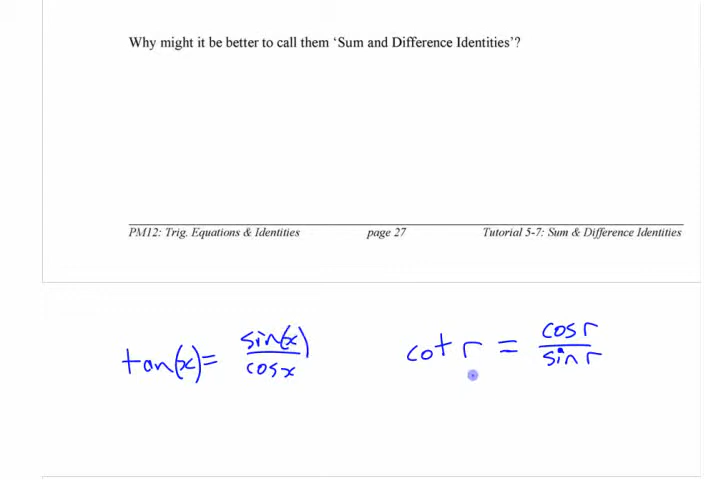 Why might it be better to call them ‘Sum and Difference Identities’?
PM12: Trig. Equations & Identities page 27 Tutorial 5-7: Sum & Difference Identities
tan(x) = sin(x)/cosx cot r = cos r/sin r